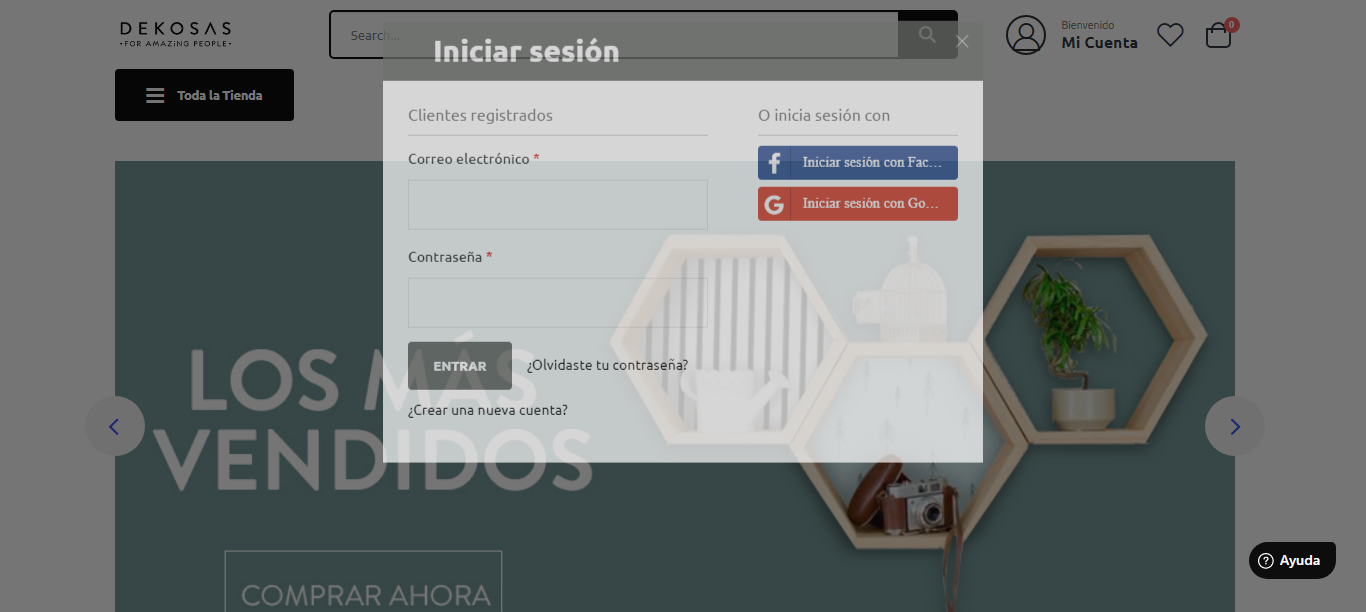 DEKOSAS
•FOR AMAZING PEOPLE•
Search...
Bienvenido
Mi Cuenta
0
Toda la Tienda
Iniciar sesión
Clientes registrados
O inicia sesión con
Correo electrónico *
Iniciar sesión con Fac...
Iniciar sesión con Go...
Contraseña *
ENTRAR
¿Olvidaste tu contraseña?
¿Crear una nueva cuenta?
LOS MÁS
VENDIDOS
COMPRAR AHORA
Ayuda